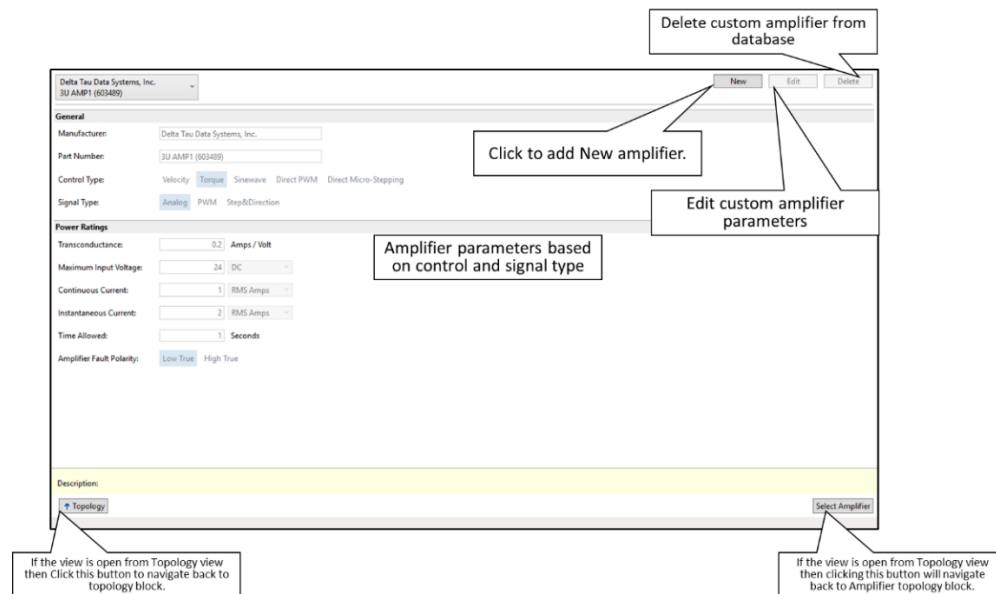 Delete custom amplifier from
database
Delta Tau Data Systems, Inc.
3U AMP1 (603489)
New Edit Delete
General
Manufacturer: Delta Tau Data Systems, Inc.
Part Number: 3U AMP1 (603489)
Click to add New amplifier.
Control Type: Velocity Torque Sinewave Direct PWM Direct Micro-Stepping
Signal Type: Analog PWM Step&Direction
Edit custom amplifier
parameters
Power Ratings
Transconductance: 0.2 Amps / Volt
Amplifier parameters based
on control and signal type
Maximum Input Voltage: 24 DC
Continuous Current: 1 RMS Amps
Instantaneous Current: 2 RMS Amps
Time Allowed: 1 Seconds
Amplifier Fault Polarity: Low True High True
Description:
Topology Select Amplifier
If the view is open from Topology view
then Click this button to navigate back to
topology block.
If the view is open from Topology view
then clicking this button will navigate
back to Amplifier topology block.